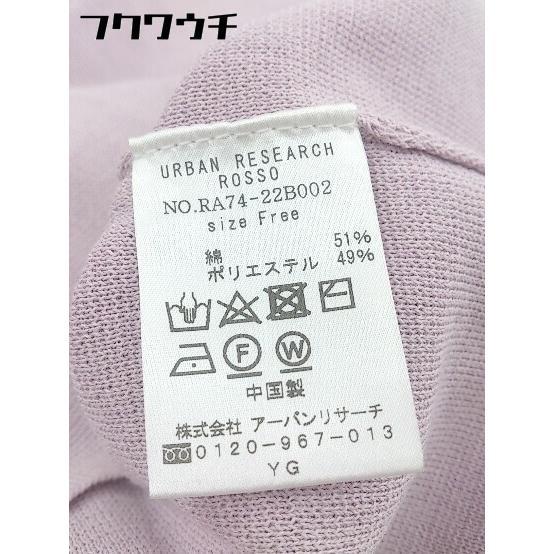 フクワウチ
URBAN RESEARCH
ROSSO
NO.RA74-22B002
size Free
綿 51%
ポリエステル 49%
F W
中国製
株式会社 アーバンリサーチ
0120-967-013
YG